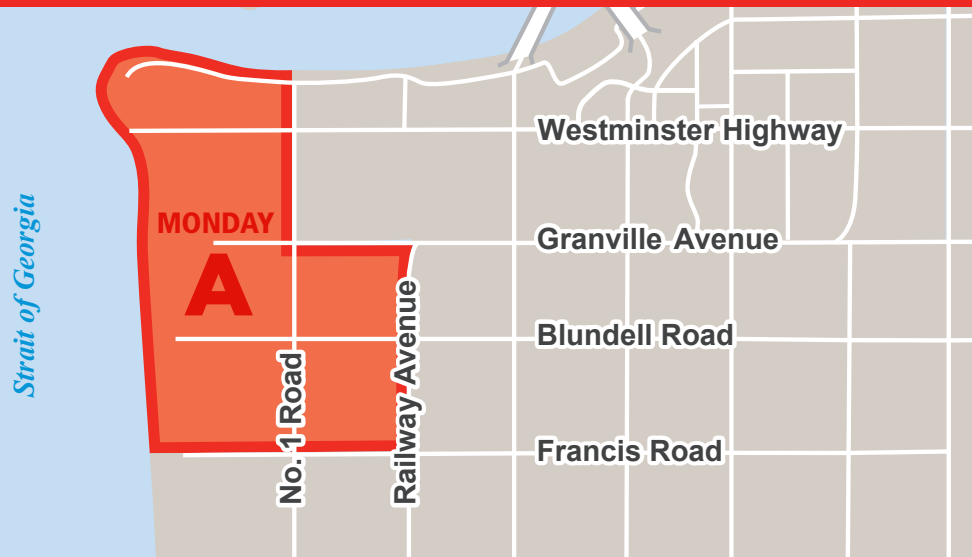 Westminster Highway
Strait of Georgia
MONDAY
A
Granville Avenue
Blundell Road
No. 1 Road
Railway Avenue
Francis Road